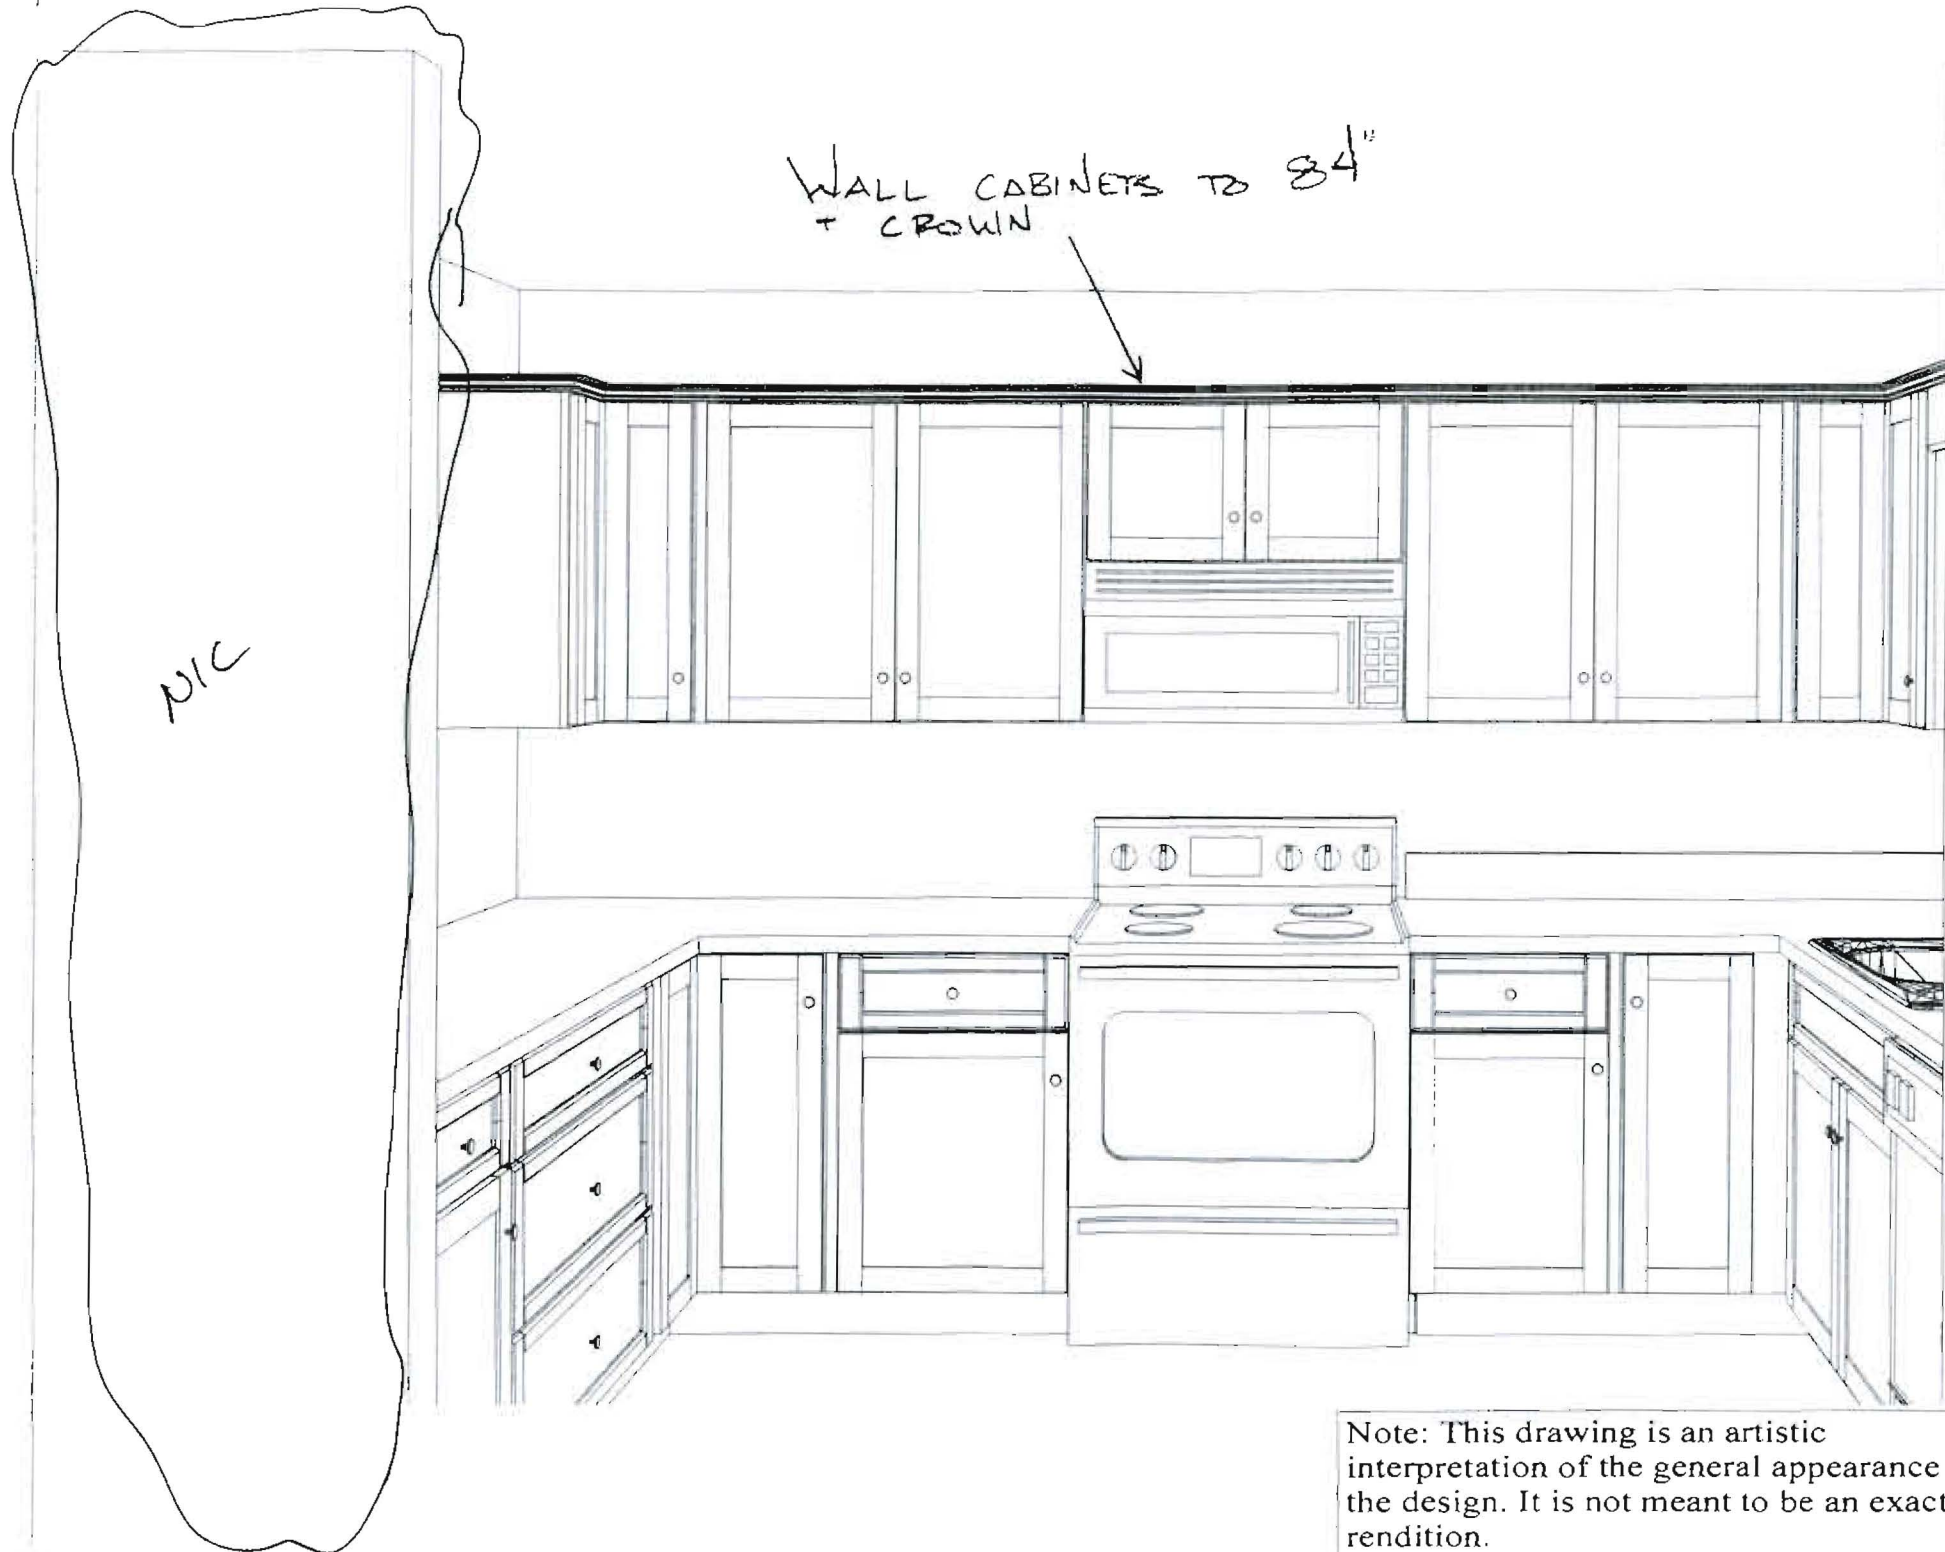 WALL CABINETS TO 84"
+ CROWN
NIC
Note: This drawing is an artistic
interpretation of the general appearance
the design. It is not meant to be an exact
rendition.